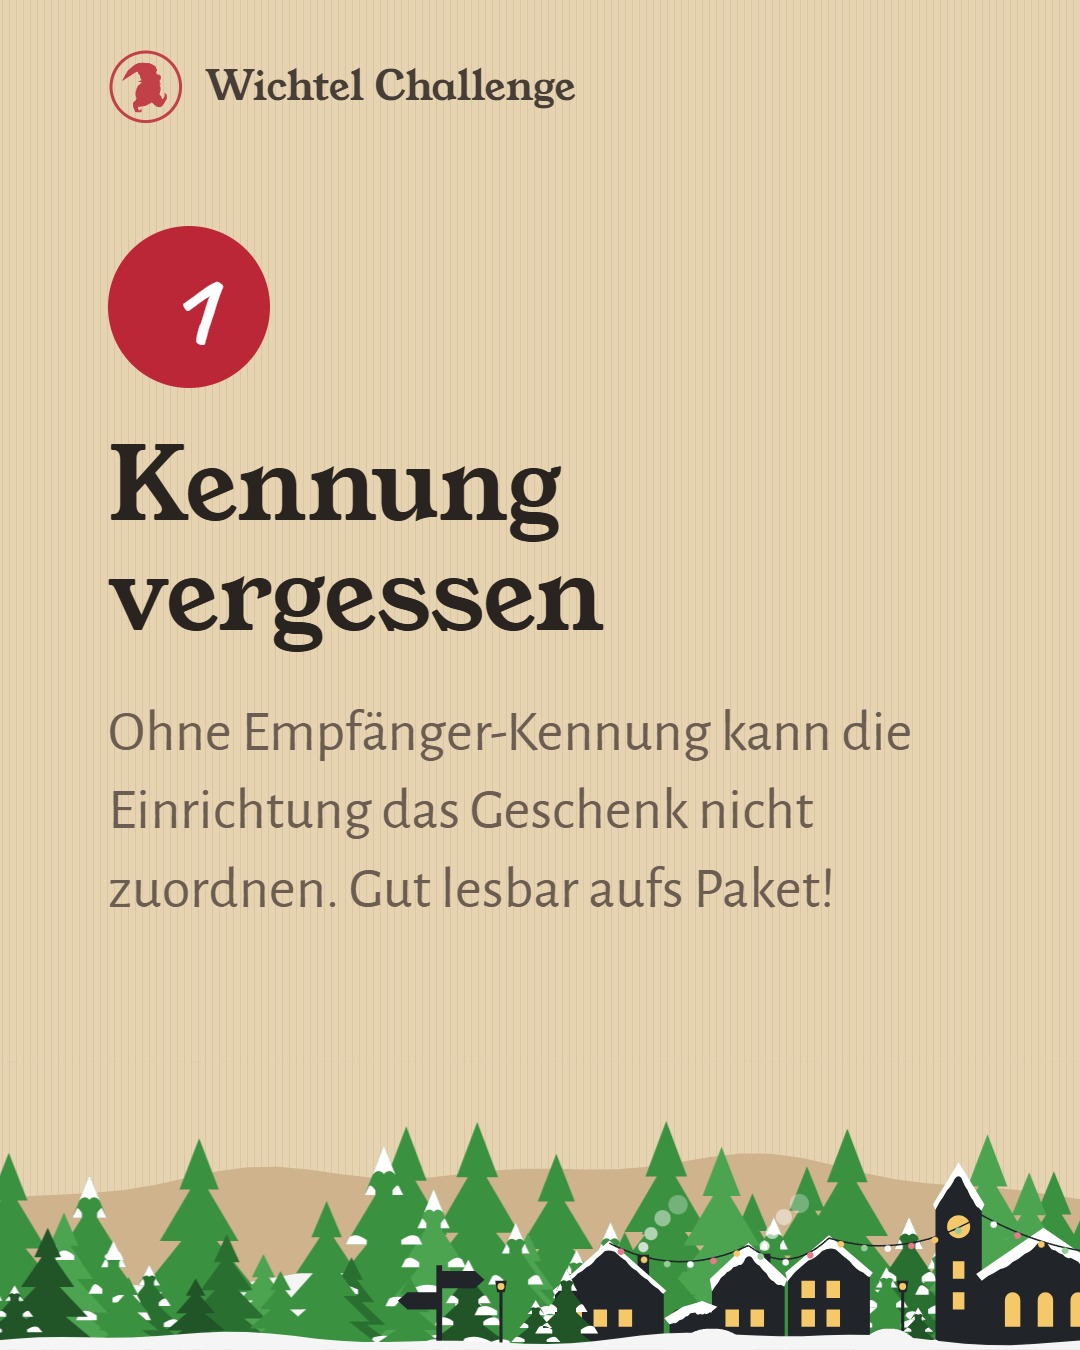 Wichtel Challenge
1
Kennung
vergessen
Ohne Empfänger-Kennung kann die
Einrichtung das Geschenk nicht
zuordnen. Gut lesbar aufs Paket!